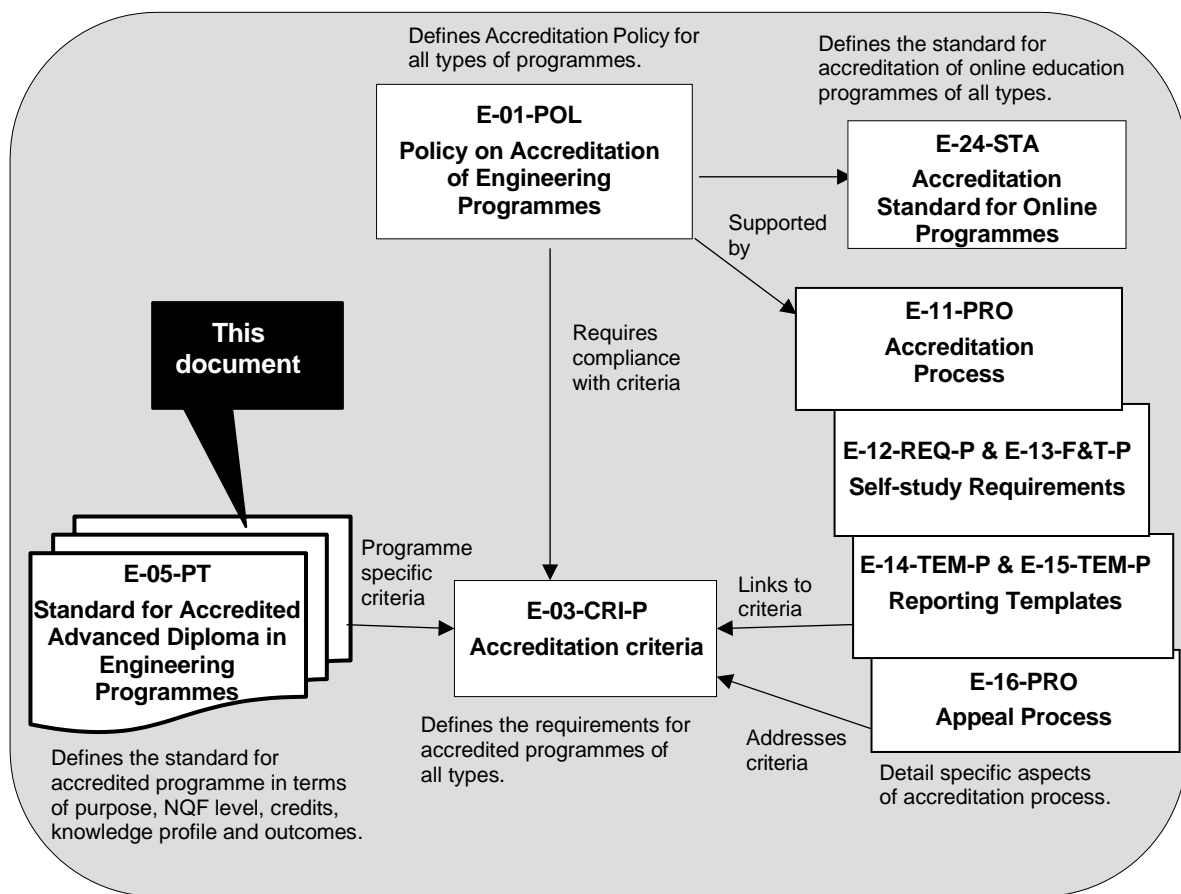 Defines Accreditation Policy for
all types of programmes.
Defines the standard for
accreditation of online education
programmes of all types.
E-01-POL
Policy on Accreditation
of Engineering
Programmes
E-24-STA
Accreditation
Standard for Online
Programmes
Supported
by
E-11-PRO
Accreditation
Process
This
document
Requires
compliance
with criteria
E-12-REQ-P & E-13-F&T-P
Self-study Requirements
E-05-PT
Standard for Accredited
Advanced Diploma in
Engineering
Programmes
Programme
specific
criteria
E-03-CRI-P
Accreditation criteria
Links to
criteria
E-14-TEM-P & E-15-TEM-P
Reporting Templates
E-16-PRO
Appeal Process
Defines the standard for
accredited programme in terms
of purpose, NQF level, credits,
knowledge profile and outcomes.
Defines the requirements for
accredited programmes of
all types.
Addresses
criteria
Detail specific aspects
of accreditation process.